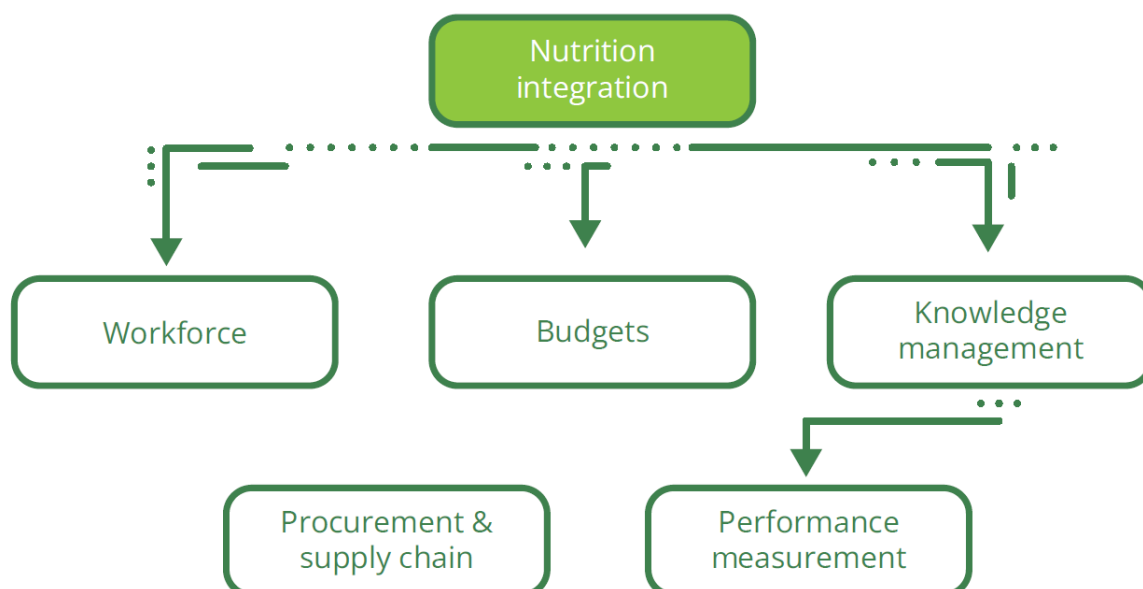 Nutrition
integration
Workforce
Budgets
Knowledge
management
Procurement &
supply chain
Performance
measurement